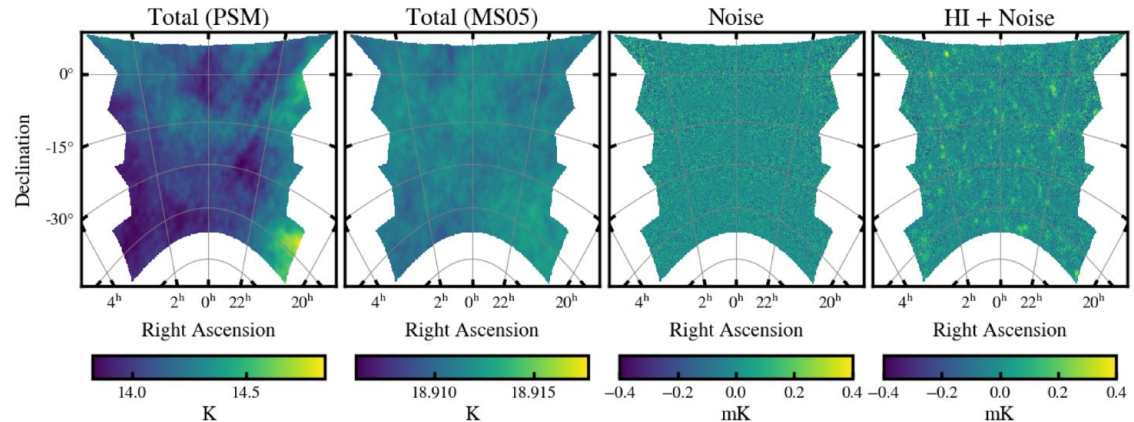 Total (PSM) Total (MS05) Noise HI + Noise
0°
-15°
-30°
Declination
4ʰ 2ʰ 0ʰ 22ʰ 20ʰ 4ʰ 2ʰ 0ʰ 22ʰ 20ʰ 4ʰ 2ʰ 0ʰ 22ʰ 20ʰ 4ʰ 2ʰ 0ʰ 22ʰ 20ʰ
Right Ascension Right Ascension Right Ascension Right Ascension
14.0 14.5 18.910 18.915 −0.4 −0.2 0.0 0.2 0.4 −0.4 −0.2 0.0 0.2 0.4
K K mK mK